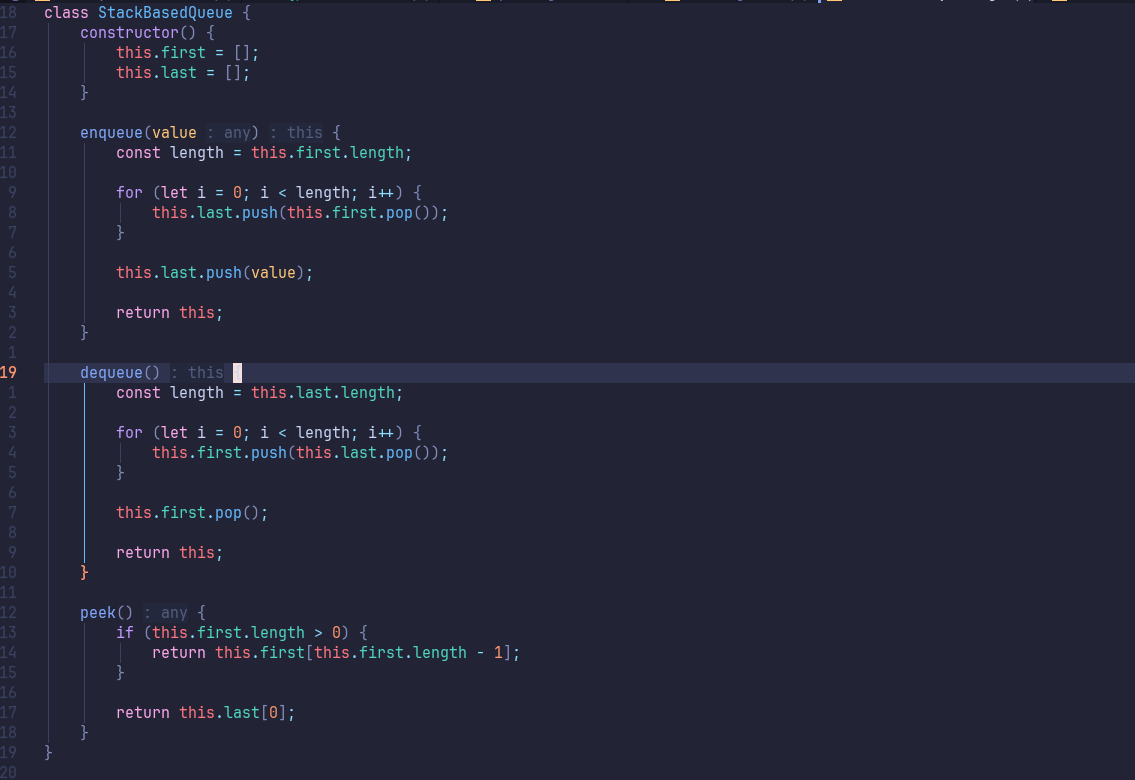 18 class StackBasedQueue {
17     constructor() {
16         this.first = [];
15         this.last = [];
14     }
13
12     enqueue(value : any) : this {
11         const length = this.first.length;
10
9         for (let i = 0; i < length; i++) {
8             this.last.push(this.first.pop());
7         }
6
5         this.last.push(value);
4
3         return this;
2     }
1
19     dequeue() : this {
1         const length = this.last.length;
2
3         for (let i = 0; i < length; i++) {
4             this.first.push(this.last.pop());
5         }
6
7         this.first.pop();
8
9         return this;
10     }
11
12     peek() : any {
13         if (this.first.length > 0) {
14             return this.first[this.first.length - 1];
15         }
16
17         return this.last[0];
18     }
19 }
20